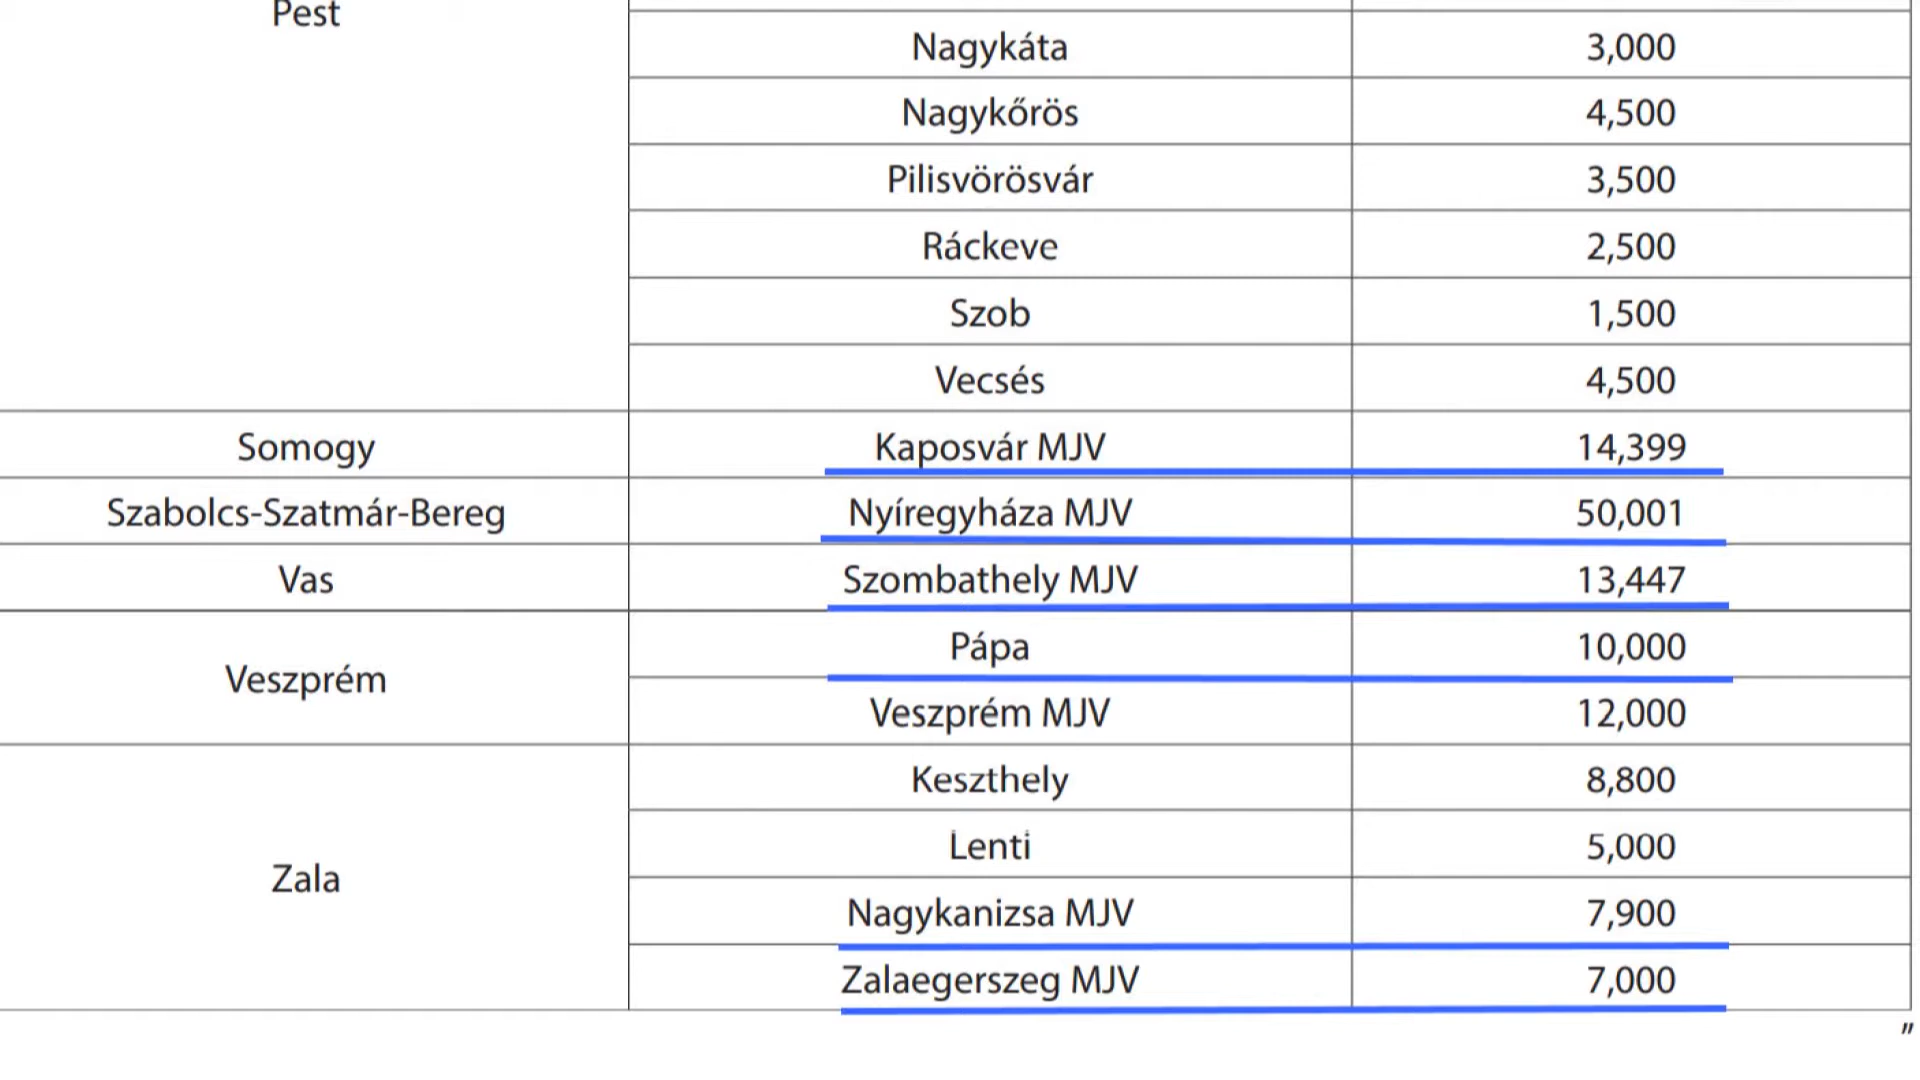 Pest
Nagykáta 3,000
Nagykőrös 4,500
Pilisvörösvár 3,500
Ráckeve 2,500
Szob 1,500
Vecsés 4,500
Somogy Kaposvár MJV 14,399
Szabolcs-Szatmár-Bereg Nyíregyháza MJV 50,001
Vas Szombathely MJV 13,447
Veszprém
Pápa 10,000
Veszprém MJV 12,000
Zala
Keszthely 8,800
Lenti 5,000
Nagykanizsa MJV 7,900
Zalaegerszeg MJV 7,000
"